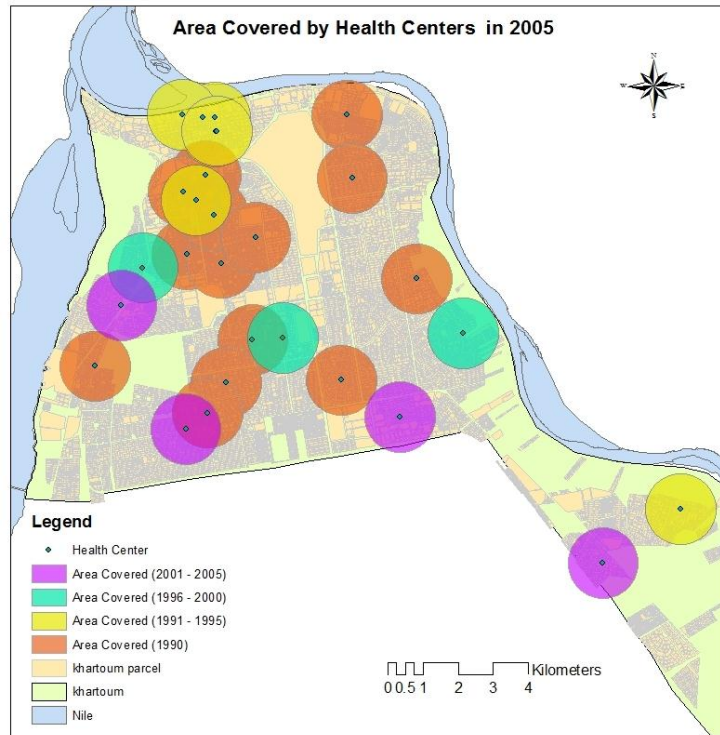 Area Covered by Health Centers in 2005
N
W E
S
Legend
Health Center
Area Covered (2001 - 2005)
Area Covered (1996 - 2000)
Area Covered (1991 - 1995)
Area Covered (1990)
khartoum parcel
khartoum
Nile
Kilometers
0 0.5 1 2 3 4